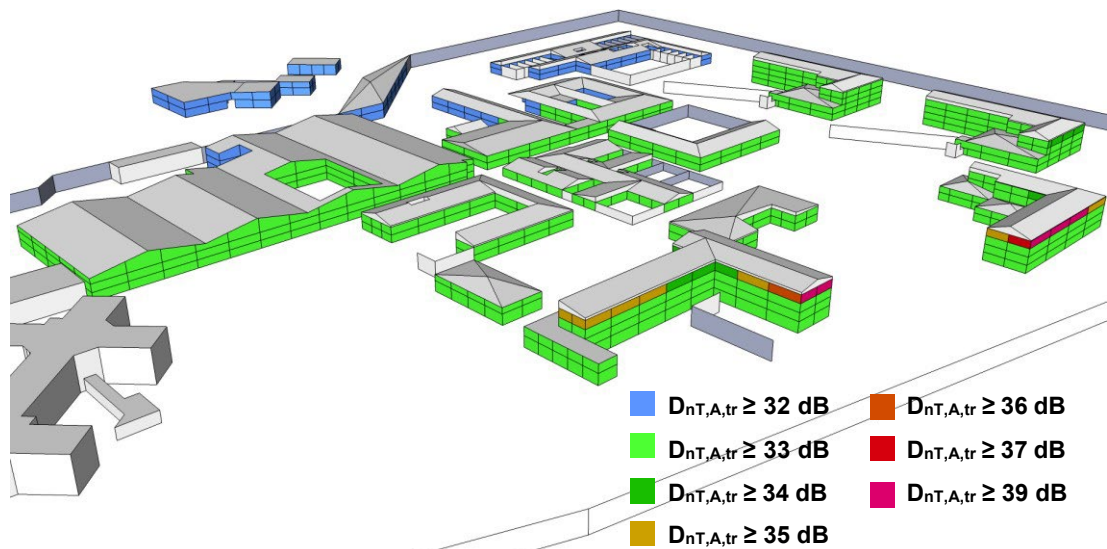 DnT,A,tr ≥ 32 dB
DnT,A,tr ≥ 33 dB
DnT,A,tr ≥ 34 dB
DnT,A,tr ≥ 35 dB
DnT,A,tr ≥ 36 dB
DnT,A,tr ≥ 37 dB
DnT,A,tr ≥ 39 dB